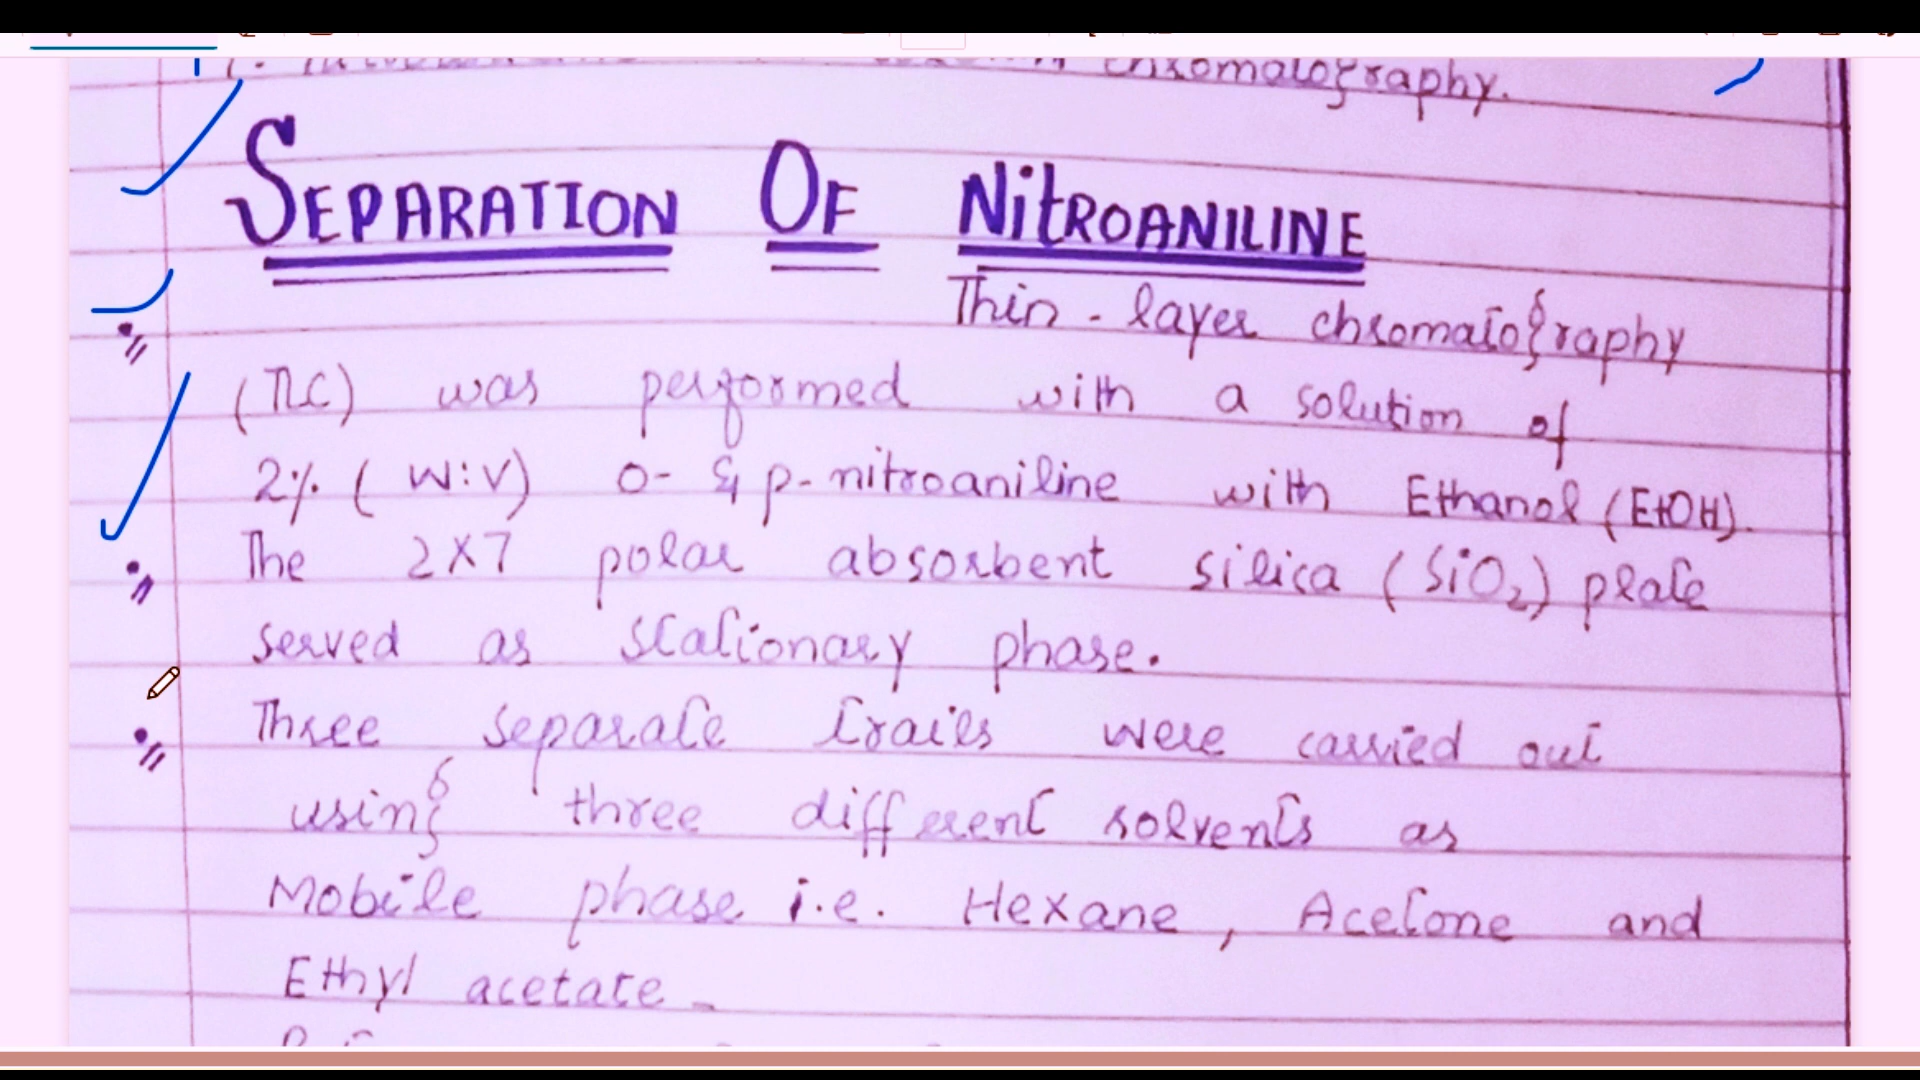 chromatography.
SEPARATION OF NitROANILINE
Thin - layer chromatography
(TLC) was performed with a solution of
2% ( W:V) o- & p- nitroaniline with Ethanol (EtOH).
The 2X7 polar absorbent silica (SiO₂) plate
served as stationary phase.
Three separate trails were carried out
using three different solvents as
Mobile phase i.e. Hexane, Acetone and
Ethyl acetate -